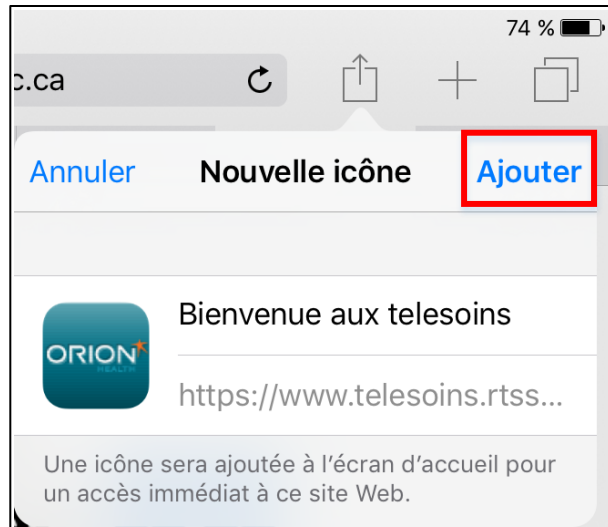 74 %
c.ca
Annuler Nouvelle icône Ajouter
Bienvenue aux telesoins
ORION
HEALTH
https://www.telesoins.rtss...
Une icône sera ajoutée à l'écran d'accueil pour
un accès immédiat à ce site Web.